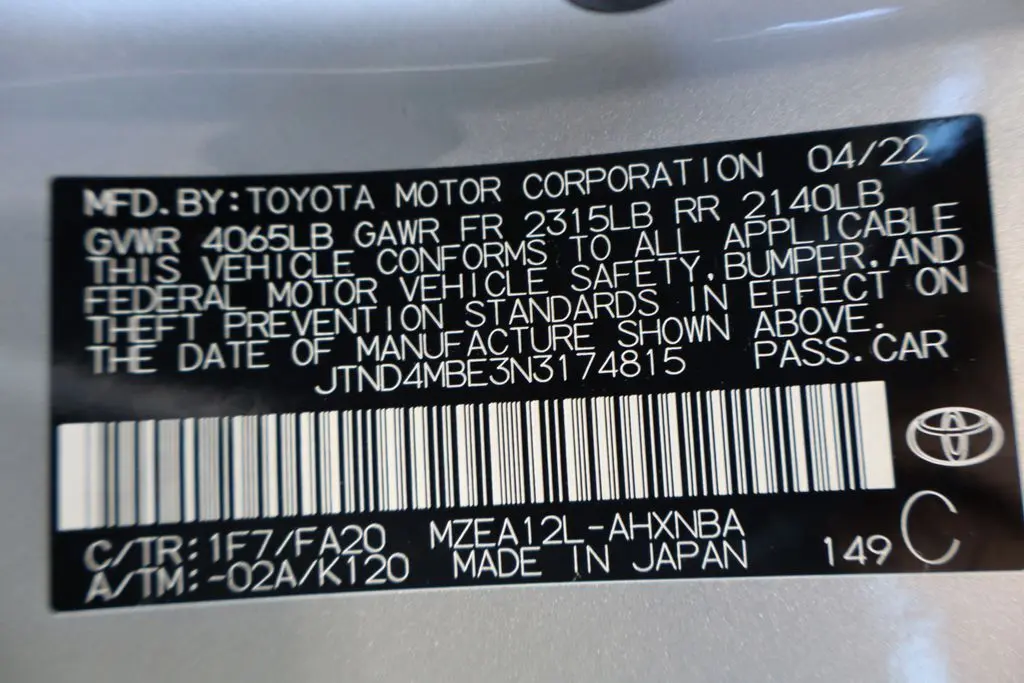 MFD. BY: TOYOTA MOTOR CORPORATION 04/22
GVWR 4065LB GAWR FR 2315LB RR 2140LB
THIS VEHICLE CONFORMS TO ALL APPLICABLE
FEDERAL MOTOR VEHICLE SAFETY, BUMPER, AND
THEFT PREVENTION STANDARDS IN EFFECT ON
THE DATE OF MANUFACTURE SHOWN ABOVE.
JTND4MBE3N3174815 PASS. CAR
C/TR: 1F7/FA20 MZEA12L-AHXNBA
A/TM: -02A/K120 MADE IN JAPAN 149 C